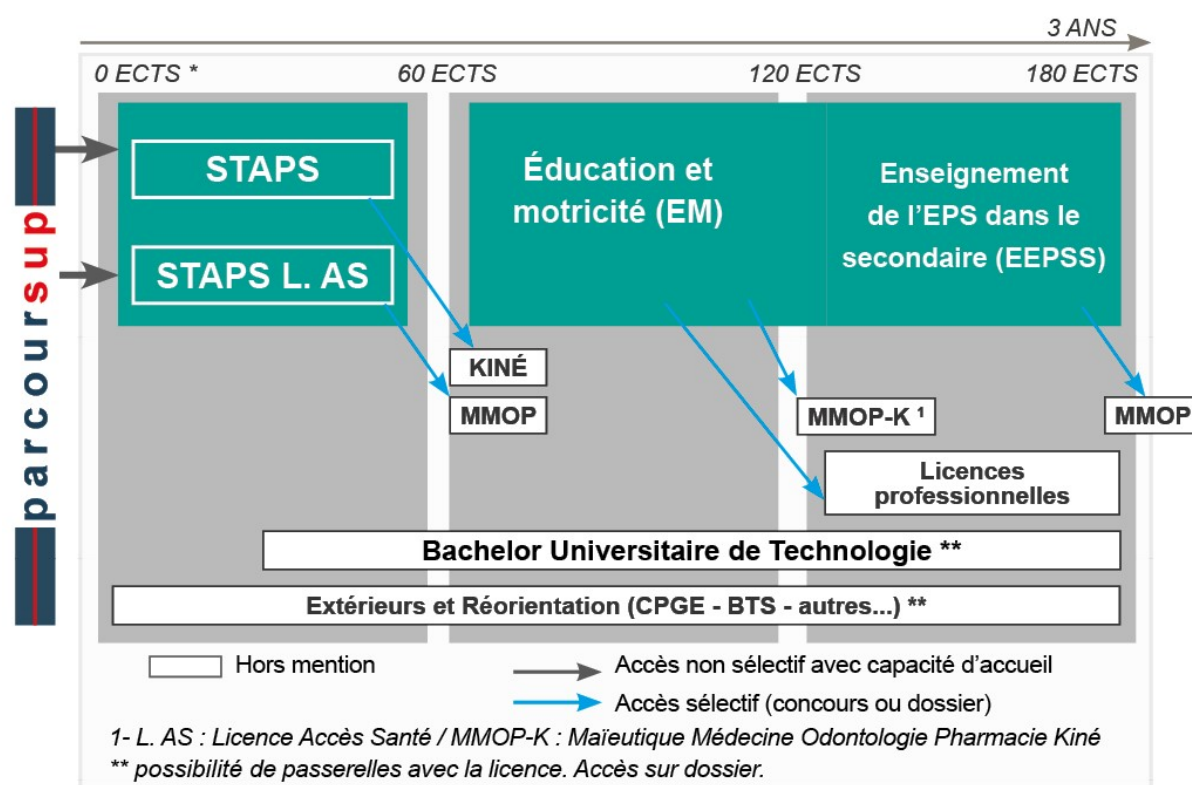 3 ANS
0 ECTS *
60 ECTS
120 ECTS
180 ECTS
parcoursup
STAPS
STAPS L. AS
Éducation et
motricité (EM)
Enseignement
de l’EPS dans le
secondaire (EEPSS)
KINÉ
MMOP
MMOP-K ¹
MMOP
Licences
professionnelles
Bachelor Universitaire de Technologie **
Extérieurs et Réorientation (CPGE - BTS - autres...) **
Hors mention
Accès non sélectif avec capacité d’accueil
Accès sélectif (concours ou dossier)
1- L. AS : Licence Accès Santé / MMOP-K : Maïeutique Médecine Odontologie Pharmacie Kiné
** possibilité de passerelles avec la licence. Accès sur dossier.